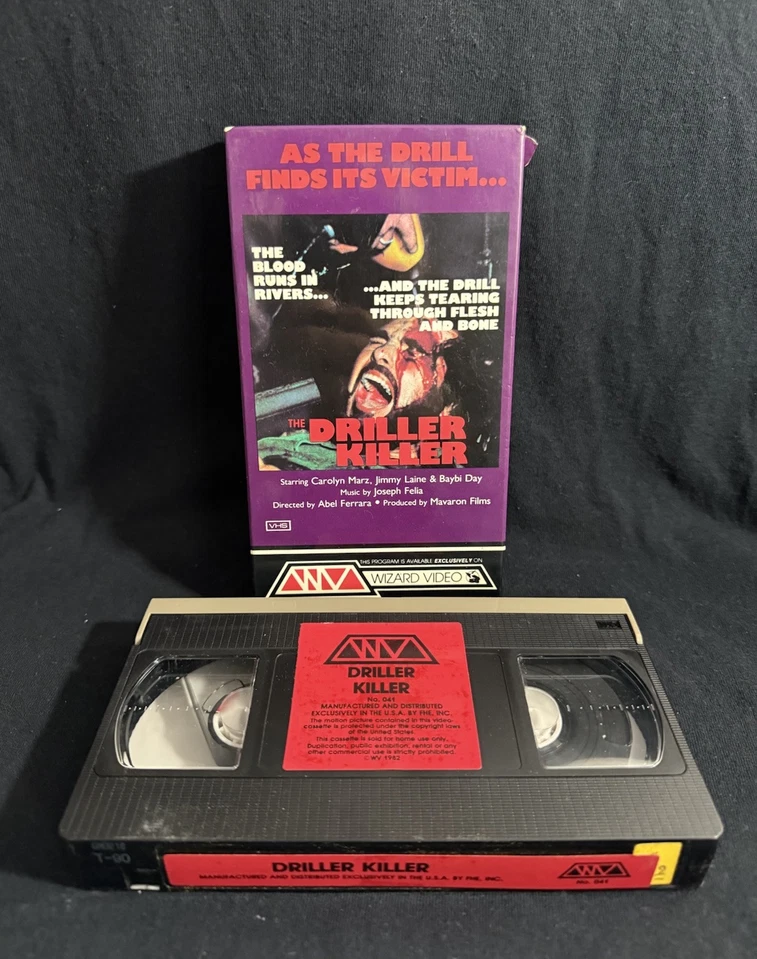 AS THE DRILL
FINDS ITS VICTIM...
THE
BLOOD
RUNS IN
RIVERS...
...AND THE DRILL
KEEPS TEARING
THROUGH FLESH
AND BONE
THE DRILLER
KILLER
Starring Carolyn Marz, Jimmy Laine & Baybi Day
Music by Joseph Felia
Directed by Abel Ferrara • Produced by Mavaron Films
VHS
THIS PROGRAM IS AVAILABLE EXCLUSIVELY ON
WV WIZARD VIDEO
WV
DRILLER
KILLER
No. 041
MANUFACTURED AND DISTRIBUTED
EXCLUSIVELY IN THE U.S.A. BY FHE, INC.
The motion picture contained in this video-
cassette is protected under the copyright laws
of the United States.
This cassette is sold for home use only.
Duplication, public exhibition, rental or any
other commercial use is strictly prohibited.
©WV 1982
T-90
DRILLER KILLER
MANUFACTURED AND DISTRIBUTED EXCLUSIVELY IN THE U.S.A. BY FHE, INC.
WV
No. 041